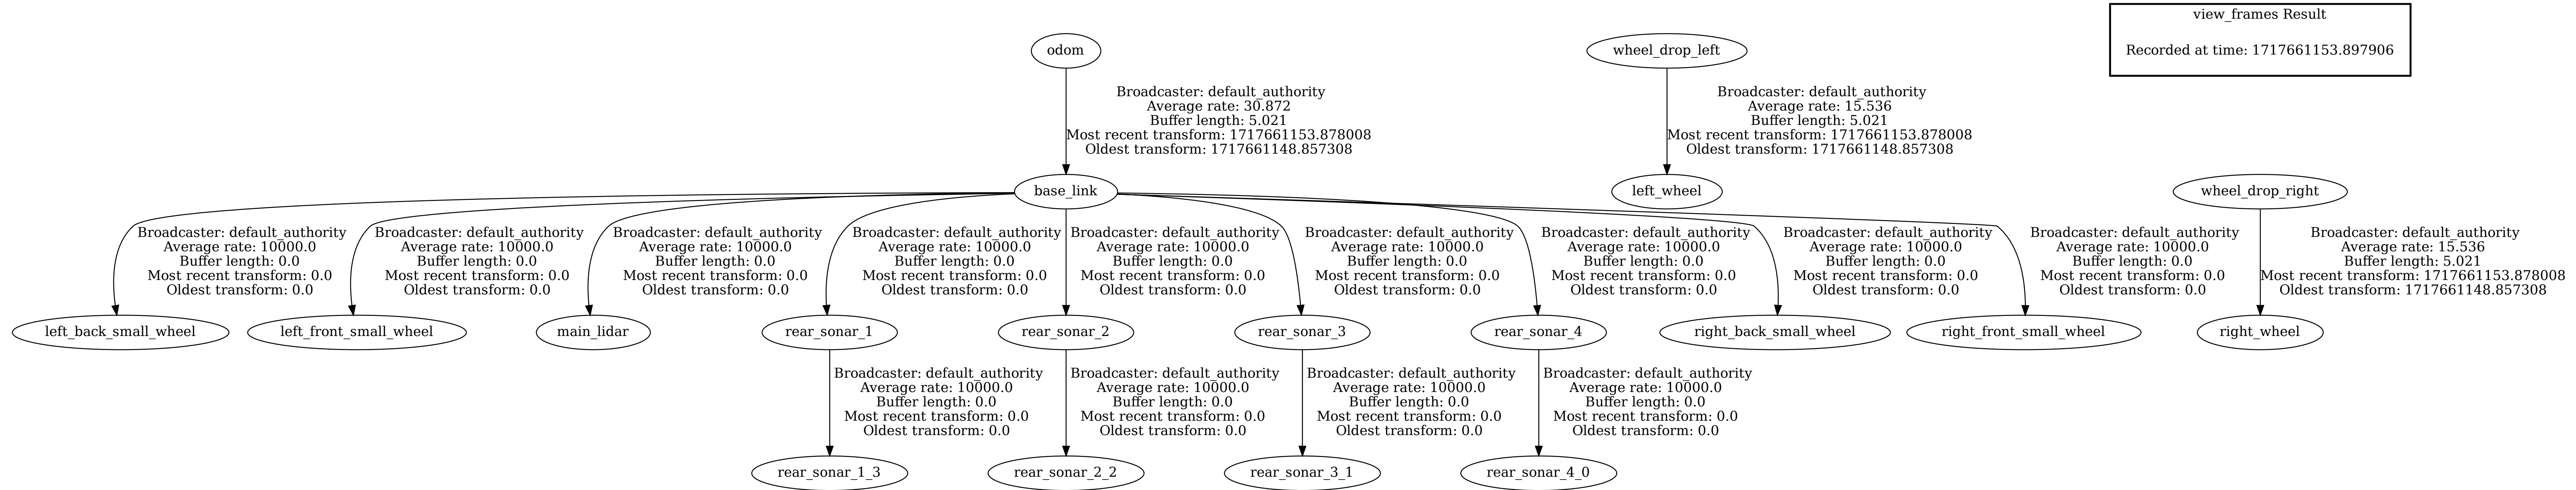 view_frames Result
Recorded at time: 1717661153.897906
odom
wheel_drop_left
Broadcaster: default_authority
Average rate: 30.872
Buffer length: 5.021
Most recent transform: 1717661153.878008
Oldest transform: 1717661148.857308
Broadcaster: default_authority
Average rate: 15.536
Buffer length: 5.021
Most recent transform: 1717661153.878008
Oldest transform: 1717661148.857308
base_link
left_wheel
wheel_drop_right
Broadcaster: default_authority
Average rate: 10000.0
Buffer length: 0.0
Most recent transform: 0.0
Oldest transform: 0.0
Broadcaster: default_authority
Average rate: 10000.0
Buffer length: 0.0
Most recent transform: 0.0
Oldest transform: 0.0
Broadcaster: default_authority
Average rate: 10000.0
Buffer length: 0.0
Most recent transform: 0.0
Oldest transform: 0.0
Broadcaster: default_authority
Average rate: 10000.0
Buffer length: 0.0
Most recent transform: 0.0
Oldest transform: 0.0
Broadcaster: default_authority
Average rate: 10000.0
Buffer length: 0.0
Most recent transform: 0.0
Oldest transform: 0.0
Broadcaster: default_authority
Average rate: 10000.0
Buffer length: 0.0
Most recent transform: 0.0
Oldest transform: 0.0
Broadcaster: default_authority
Average rate: 10000.0
Buffer length: 0.0
Most recent transform: 0.0
Oldest transform: 0.0
Broadcaster: default_authority
Average rate: 10000.0
Buffer length: 0.0
Most recent transform: 0.0
Oldest transform: 0.0
Broadcaster: default_authority
Average rate: 10000.0
Buffer length: 0.0
Most recent transform: 0.0
Oldest transform: 0.0
Broadcaster: default_authority
Average rate: 15.536
Buffer length: 5.021
Most recent transform: 1717661153.878008
Oldest transform: 1717661148.857308
left_back_small_wheel
left_front_small_wheel
main_lidar
rear_sonar_1
rear_sonar_2
rear_sonar_3
rear_sonar_4
right_back_small_wheel
right_front_small_wheel
right_wheel
Broadcaster: default_authority
Average rate: 10000.0
Buffer length: 0.0
Most recent transform: 0.0
Oldest transform: 0.0
Broadcaster: default_authority
Average rate: 10000.0
Buffer length: 0.0
Most recent transform: 0.0
Oldest transform: 0.0
Broadcaster: default_authority
Average rate: 10000.0
Buffer length: 0.0
Most recent transform: 0.0
Oldest transform: 0.0
Broadcaster: default_authority
Average rate: 10000.0
Buffer length: 0.0
Most recent transform: 0.0
Oldest transform: 0.0
rear_sonar_1_3
rear_sonar_2_2
rear_sonar_3_1
rear_sonar_4_0